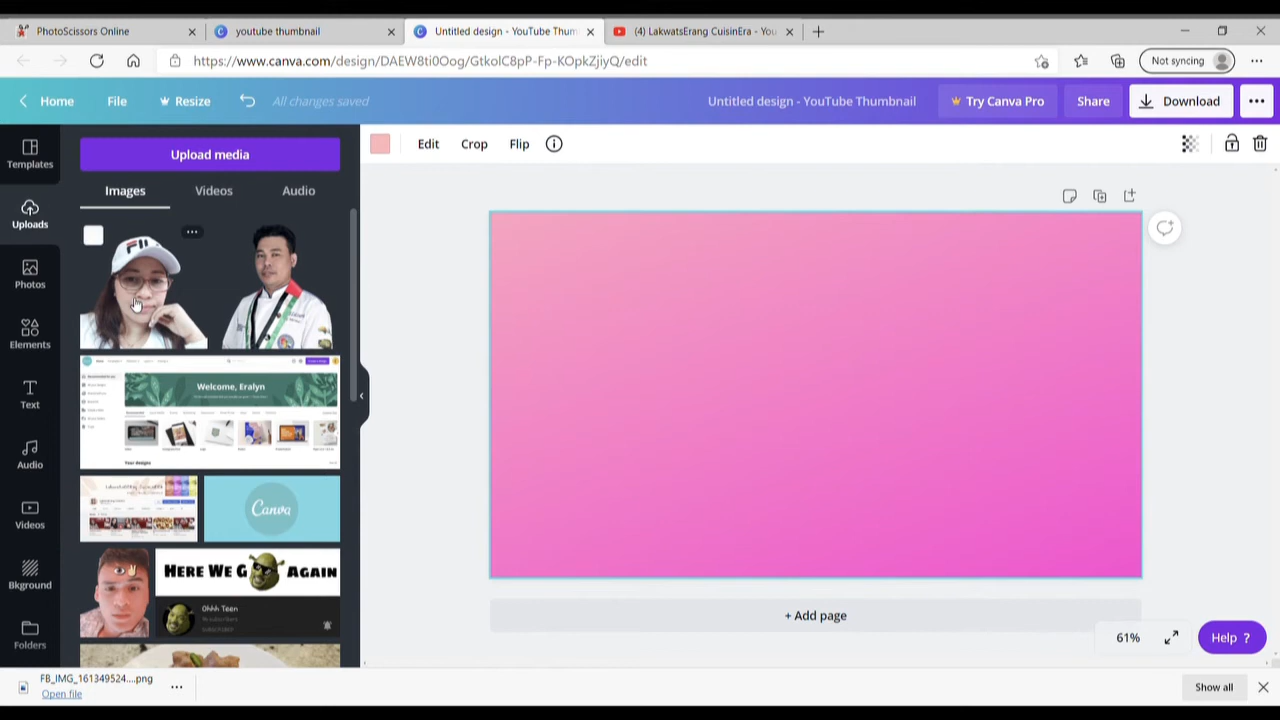 PhotoScissors Online
youtube thumbnail
Untitled design - YouTube Thum
(4) LakwatsErang CuisinEra - You
https://www.canva.com/design/DAEW8ti0Oog/GtkolC8pP-Fp-KOpkZjiyQ/edit
Not syncing
Home
File
Resize
All changes saved
Untitled design - YouTube Thumbnail
Try Canva Pro
Share
Download
Templates
Uploads
Photos
Elements
Text
Audio
Videos
Bkground
Folders
Upload media
Images
Videos
Audio
Edit
Crop
Flip
FILA
Welcome, Eralyn
Your designs
Canva
HERE WE GO AGAIN
Ohhh Teen
+ Add page
61%
Help ?
FB_IMG_161349524....png
Open file
Show all